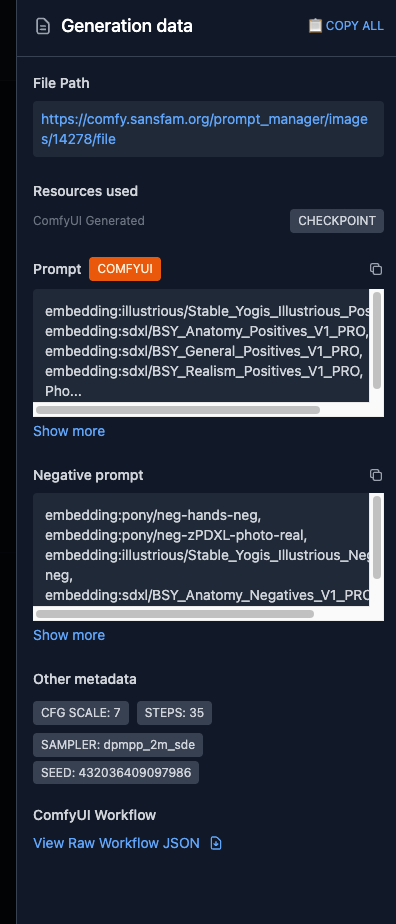 Generation data
COPY ALL
File Path
https://comfy.sansfam.org/prompt_manager/image
s/14278/file
Resources used
ComfyUI Generated
CHECKPOINT
Prompt
COMFYUI
embedding:illustrious/Stable_Yogis_Illustrious_Pos
embedding:sdxl/BSY_Anatomy_Positives_V1_PRO,
embedding:sdxl/BSY_General_Positives_V1_PRO,
embedding:sdxl/BSY_Realism_Positives_V1_PRO,
Pho...
Show more
Negative prompt
embedding:pony/neg-hands-neg,
embedding:pony/neg-zPDXL-photo-real,
embedding:illustrious/Stable_Yogis_Illustrious_Neg
neg,
embedding:sdxl/BSY_Anatomy_Negatives_V1_PRO
Show more
Other metadata
CFG SCALE: 7
STEPS: 35
SAMPLER: dpmpp_2m_sde
SEED: 432036409097986
ComfyUI Workflow
View Raw Workflow JSON